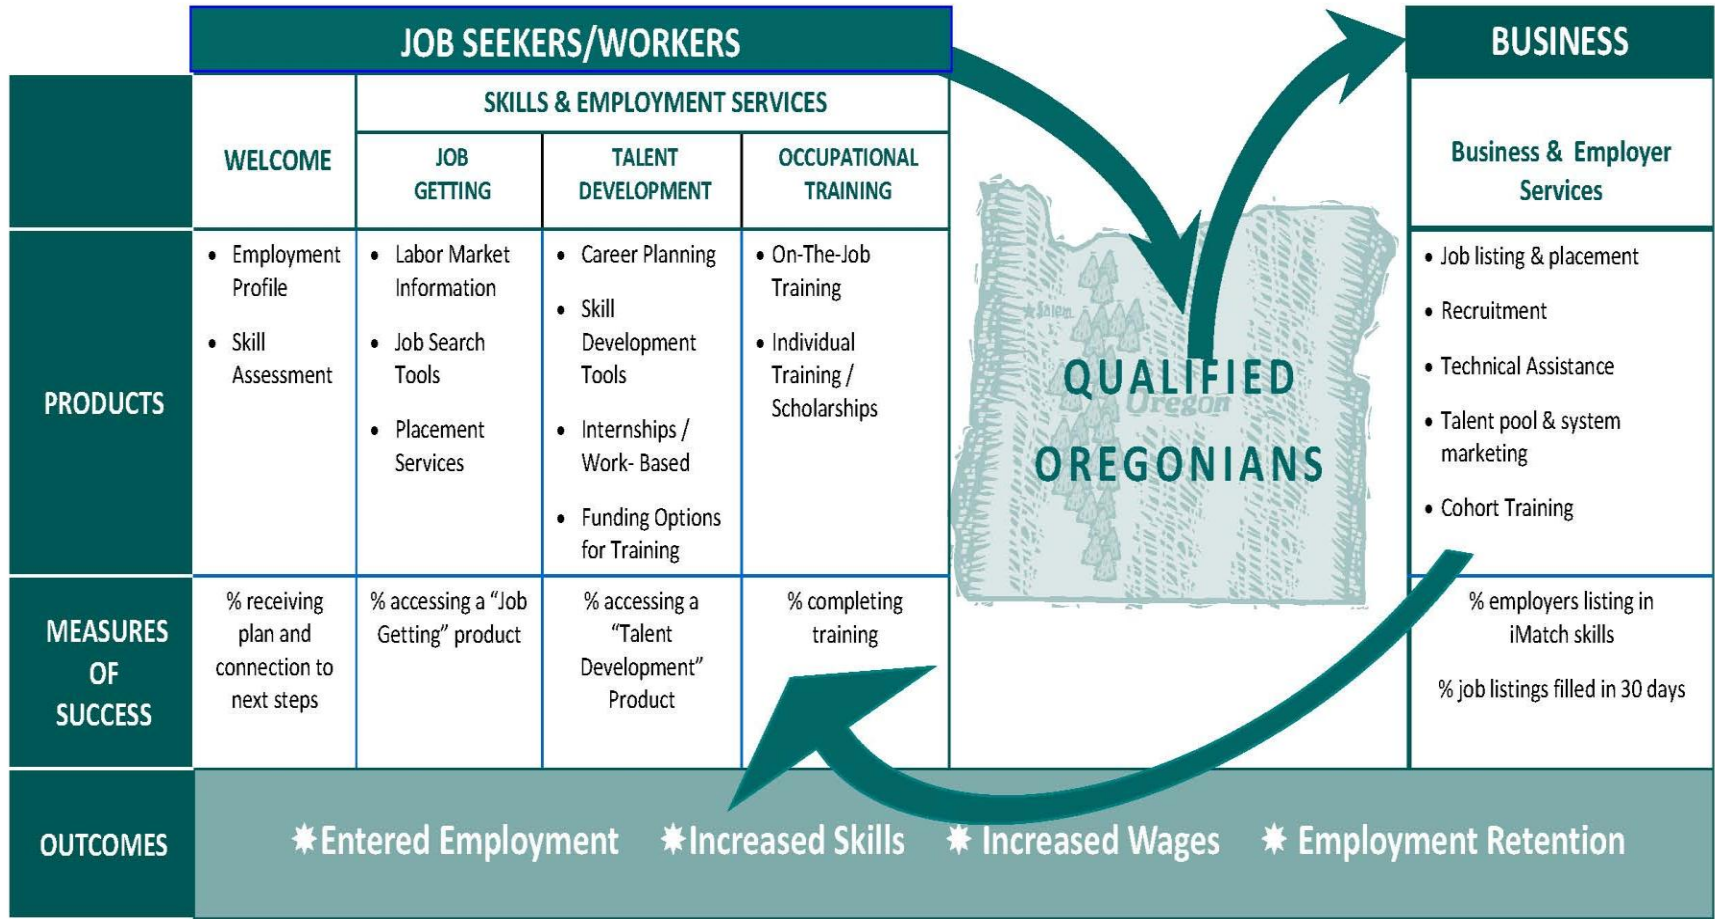 JOB SEEKERS/WORKERS
BUSINESS
SKILLS & EMPLOYMENT SERVICES
WELCOME
JOB
GETTING
TALENT
DEVELOPMENT
OCCUPATIONAL
TRAINING
Business & Employer
Services
PRODUCTS
• Employment
Profile
• Skill
Assessment
• Labor Market
Information
• Job Search
Tools
• Placement
Services
• Career Planning
• Skill
Development
Tools
• Internships /
Work- Based
• Funding Options
for Training
• On-The-Job
Training
• Individual
Training /
Scholarships
Salem
QUALIFIED
Oregon
OREGONIANS
• Job listing & placement
• Recruitment
• Technical Assistance
• Talent pool & system
marketing
• Cohort Training
MEASURES
OF
SUCCESS
% receiving
plan and
connection to
next steps
% accessing a “Job
Getting” product
% accessing a
“Talent
Development”
Product
% completing
training
% employers listing in
iMatch skills
% job listings filled in 30 days
OUTCOMES
Entered Employment
Increased Skills
Increased Wages
Employment Retention